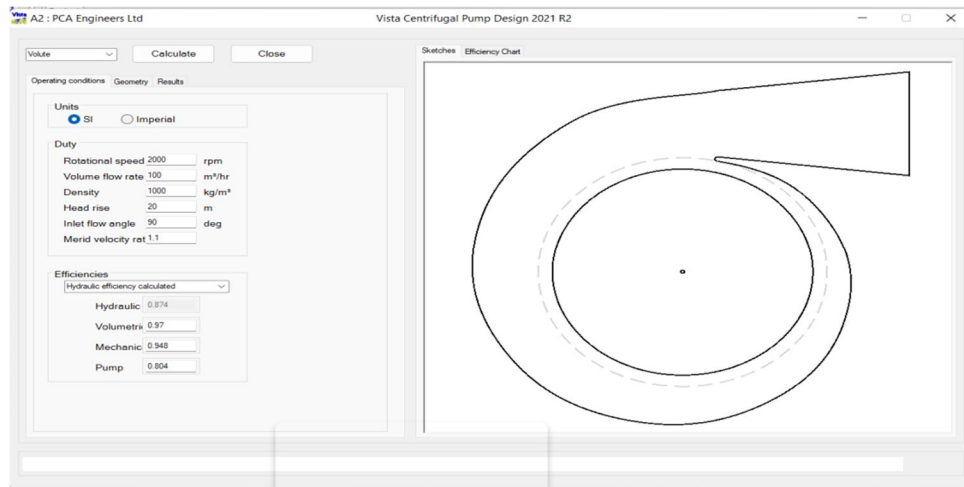 Vista A2 : PCA Engineers Ltd
Vista Centrifugal Pump Design 2021 R2
Volute Calculate Close
Sketches Efficiency Chart
Operating conditions Geometry Results
Units
SI Imperial
Duty
Rotational speed 2000 rpm
Volume flow rate 100 m³/hr
Density 1000 kg/m³
Head rise 20 m
Inlet flow angle 90 deg
Merid velocity rat 1.1
Efficiencies
Hydraulic efficiency calculated
Hydraulic 0.874
Volumetri 0.97
Mechanic 0.948
Pump 0.804